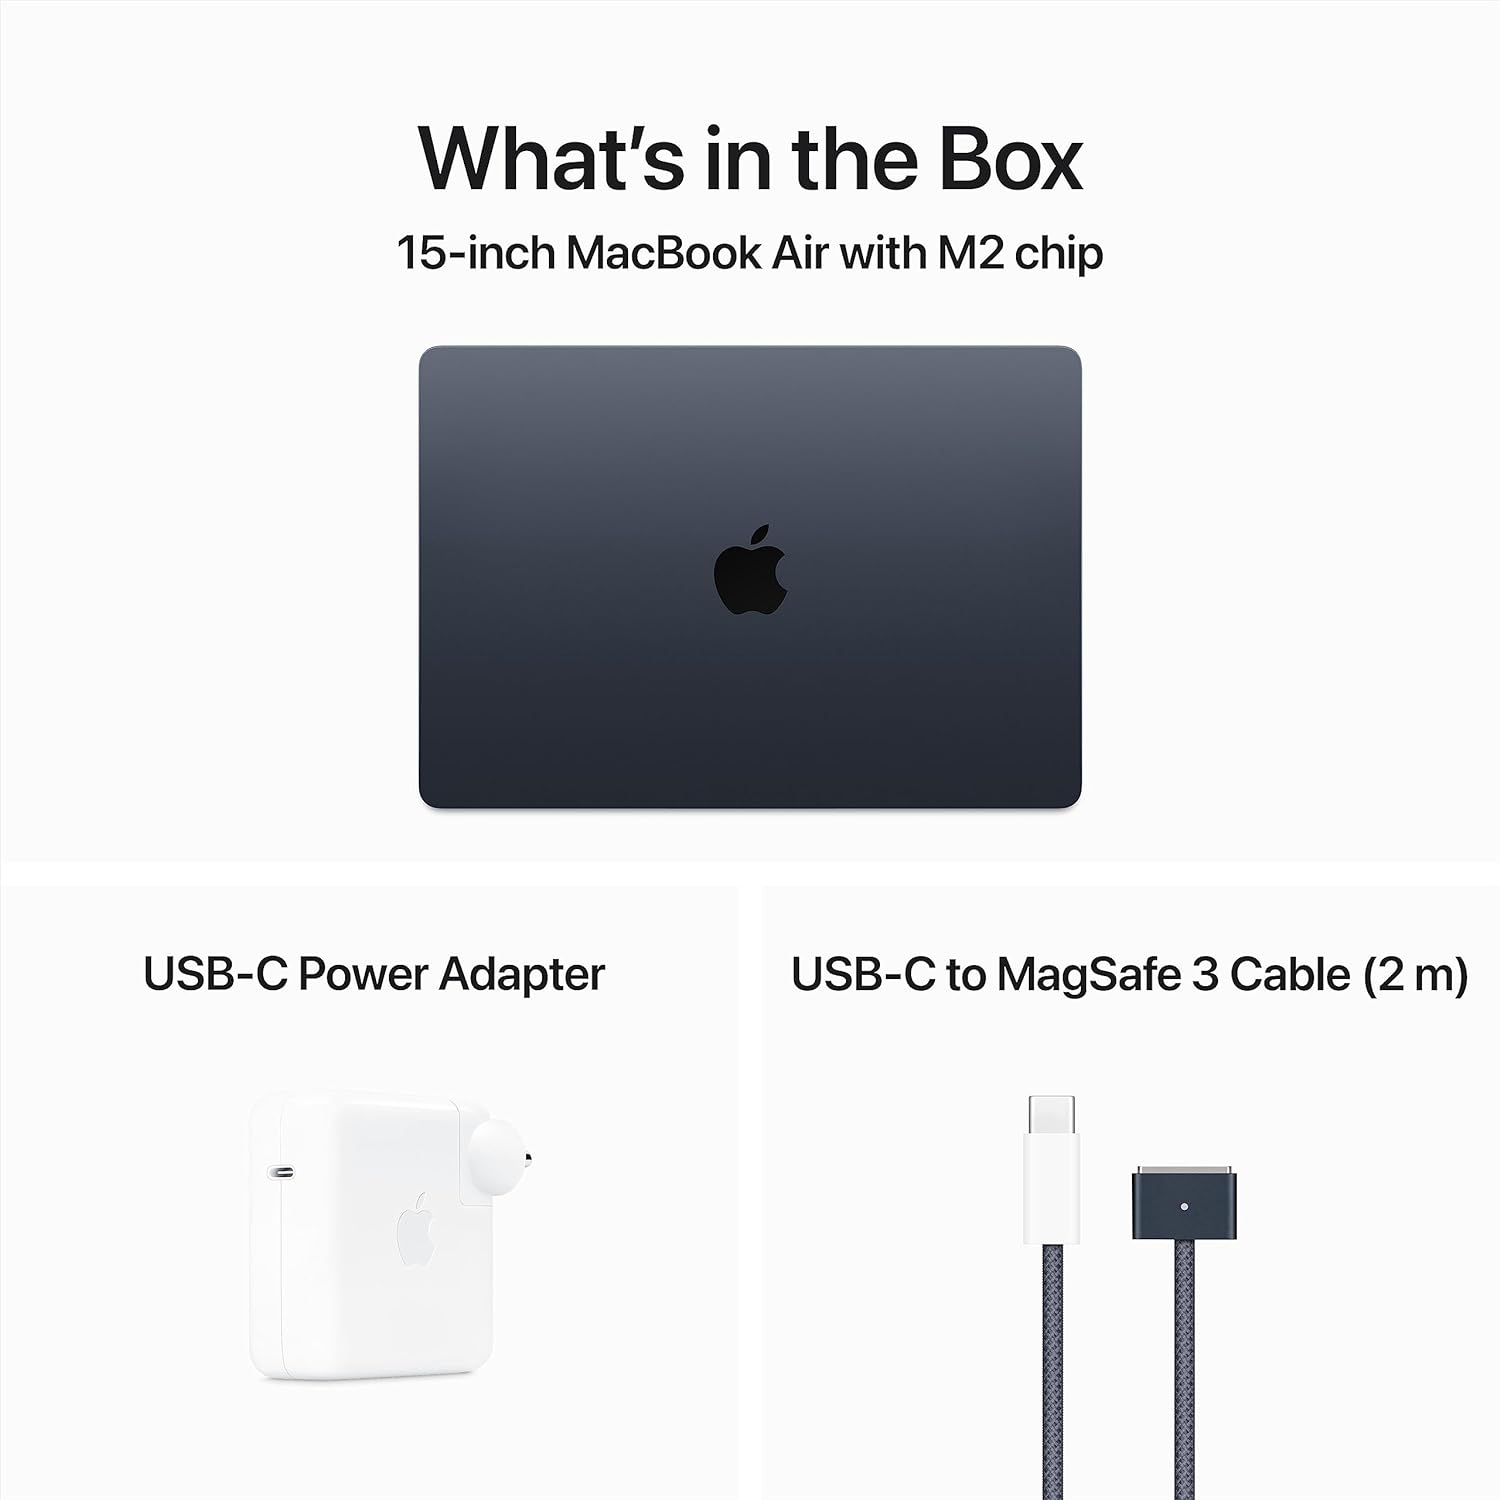 What’s in the Box
15-inch MacBook Air with M2 chip
USB-C Power Adapter
USB-C to MagSafe 3 Cable (2 m)